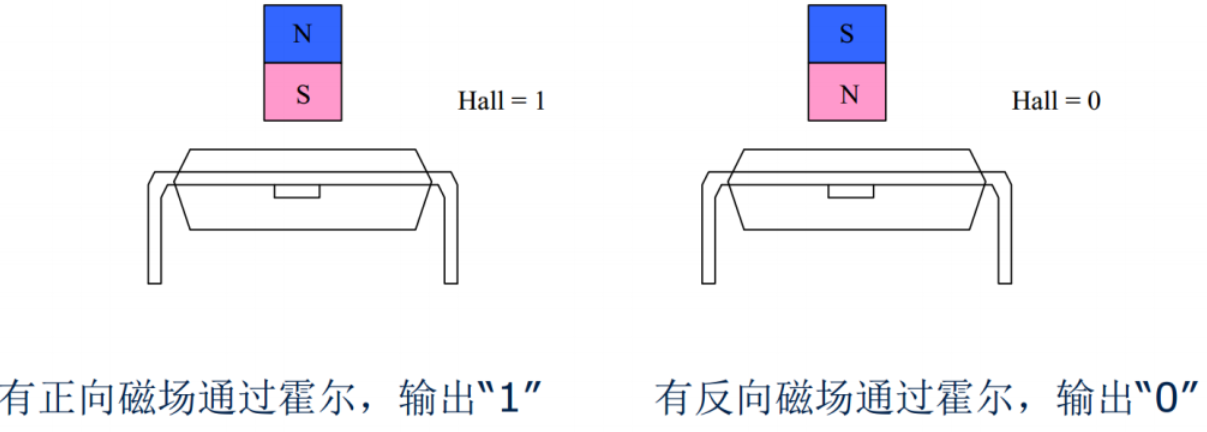 N
S
Hall = 1
S
N
Hall = 0
有正向磁场通过霍尔，输出“1”
有反向磁场通过霍尔，输出“0”